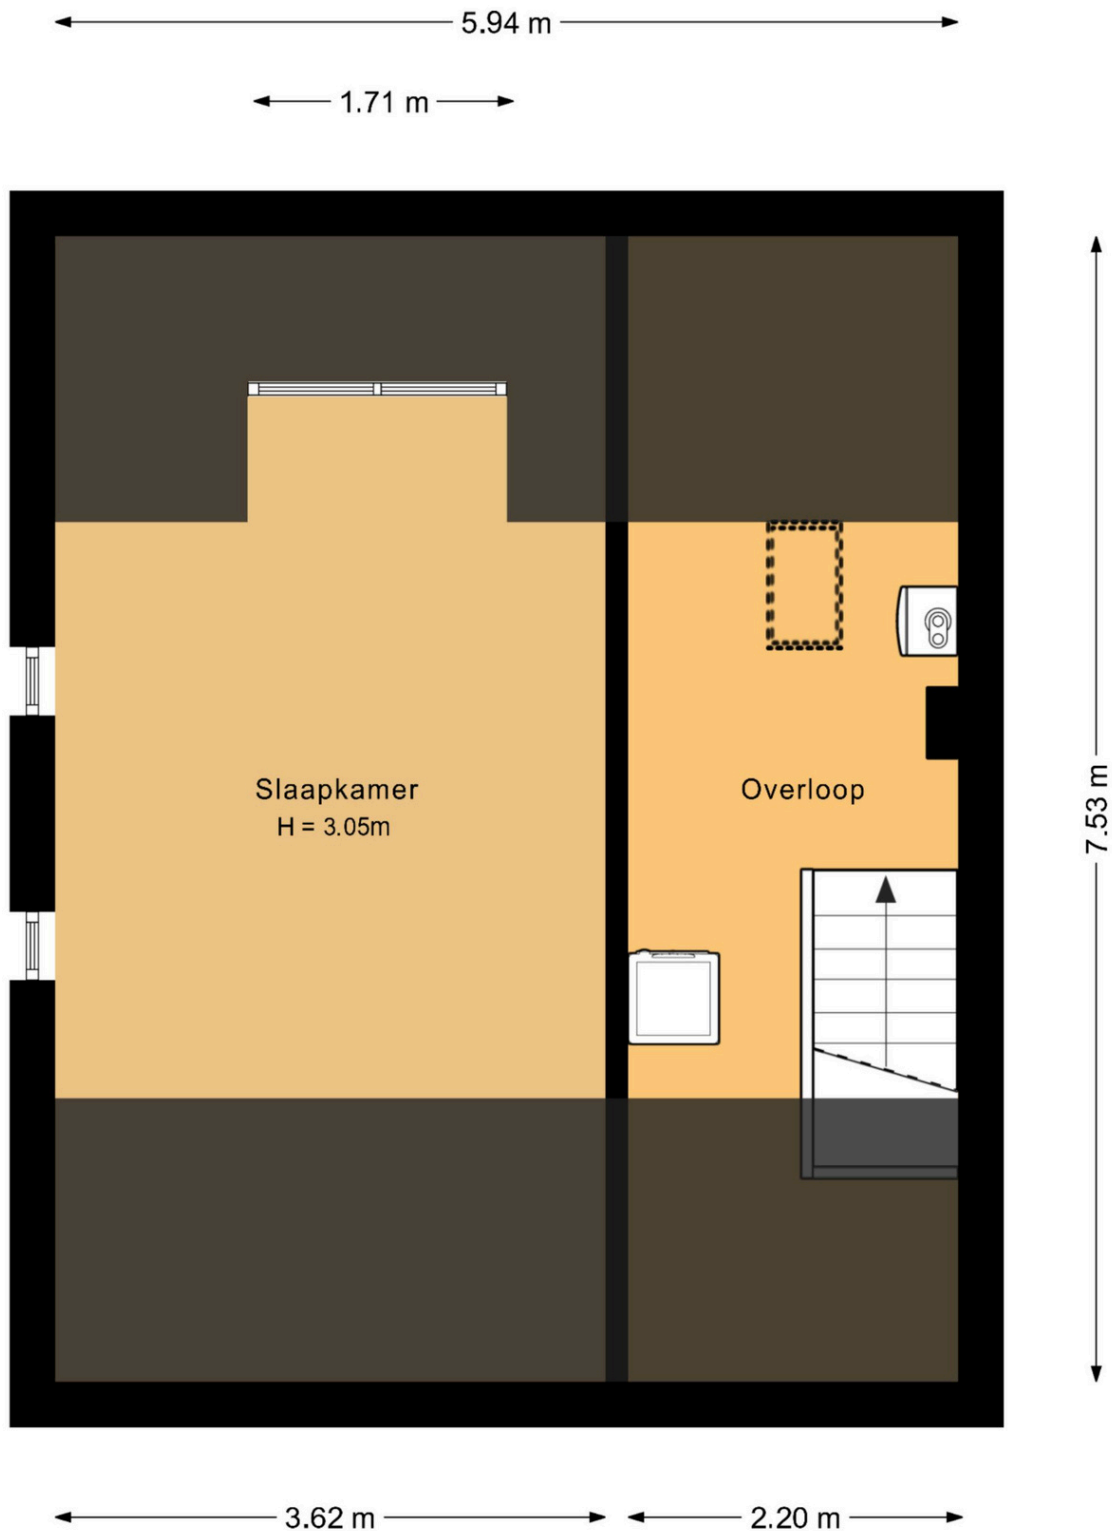 5.94 m
1.71 m
Slaapkamer
H = 3.05m
Overloop
7.53 m
3.62 m
2.20 m